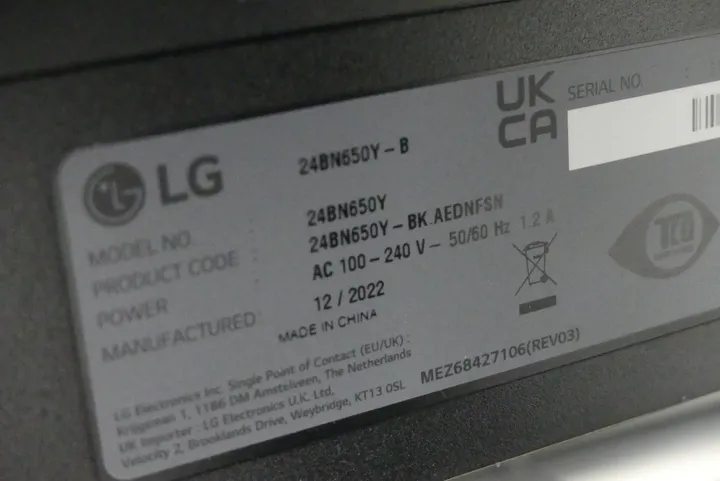 LG
24BN650Y-B
UK
CA
SERIAL NO.
MODEL NO. 24BN650Y
PRODUCT CODE : 24BN650Y-BK.AEDNFSN
POWER : AC 100-240 V~ 50/60 Hz 1.2 A
MANUFACTURED : 12 / 2022
MADE IN CHINA
LG Electronics Inc. Single Point of Contact (EU/UK) :
Krijgsman 1, 1186 DM Amstelveen, The Netherlands
UK Importer : LG Electronics U.K. Ltd.
Velocity 2, Brooklands Drive, Weybridge, KT13 0SL
MEZ68427106(REV03)
TCO